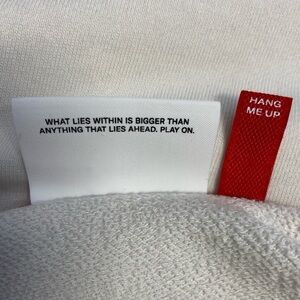 WHAT LIES WITHIN IS BIGGER THAN
ANYTHING THAT LIES AHEAD. PLAY ON.
HANG
ME UP